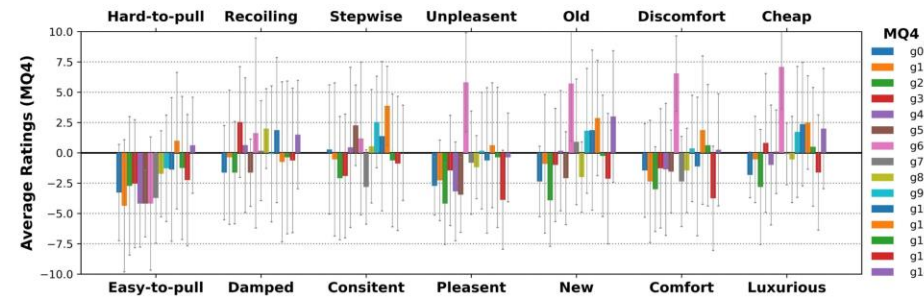 Hard-to-pull Recoiling Stepwise Unpleasent Old Discomfort Cheap
MQ4
Average Ratings (MQ4)
10.0
7.5
5.0
2.5
0.0
−2.5
−5.0
−7.5
−10.0
g0
g1
g2
g3
g4
g5
g6
g7
g8
g9
g1
g1
g1
g1
g1
Easy-to-pull Damped Consitent Pleasent New Comfort Luxurious